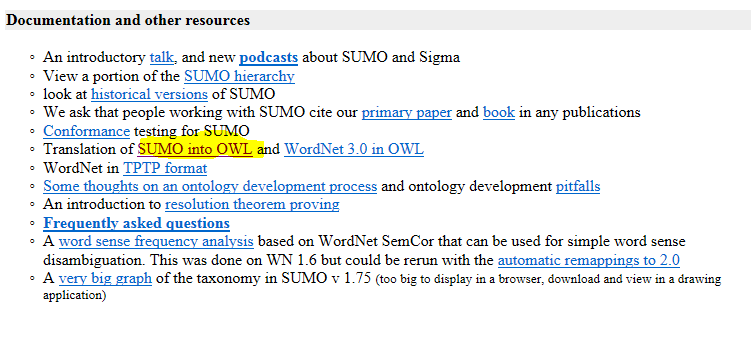 Documentation and other resources
An introductory talk, and new podcasts about SUMO and Sigma
View a portion of the SUMO hierarchy
look at historical versions of SUMO
We ask that people working with SUMO cite our primary paper and book in any publications
Conformance testing for SUMO
Translation of SUMO into OWL and WordNet 3.0 in OWL
WordNet in TPTP format
Some thoughts on an ontology development process and ontology development pitfalls
An introduction to resolution theorem proving
Frequently asked questions
A word sense frequency analysis based on WordNet SemCor that can be used for simple word sense
disambiguation. This was done on WN 1.6 but could be rerun with the automatic remappings to 2.0
A very big graph of the taxonomy in SUMO v 1.75 (too big to display in a browser, download and view in a drawing
application)